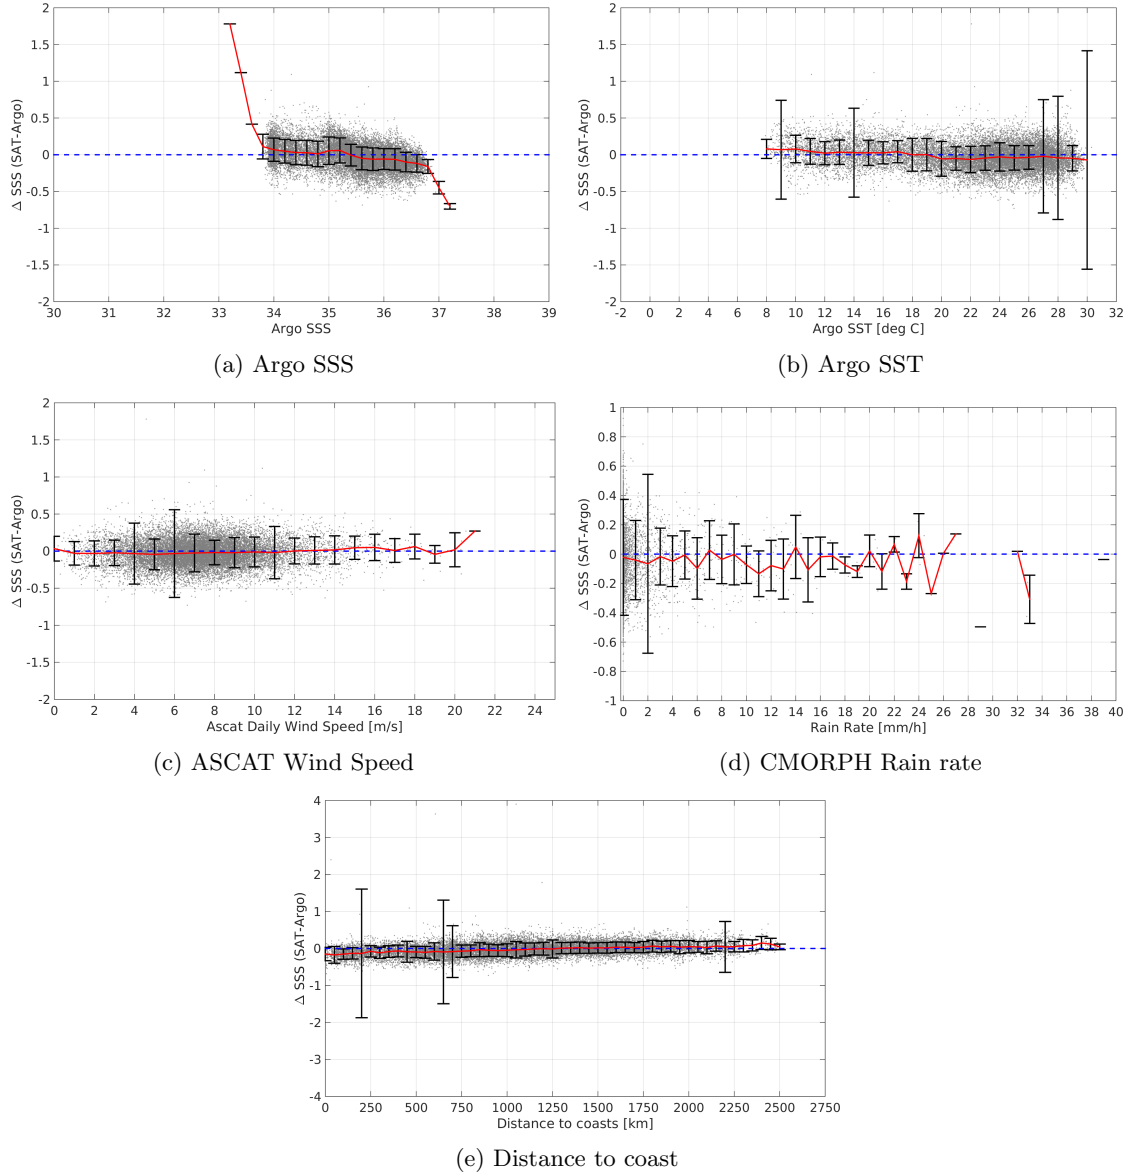 2
1.5
1
0.5
0
-0.5
-1
-1.5
-2
Δ SSS (SAT-Argo)
30 31 32 33 34 35 36 37 38 39
Argo SSS
(a) Argo SSS
2
1.5
1
0.5
0
-0.5
-1
-1.5
-2
Δ SSS (SAT-Argo)
-2 0 2 4 6 8 10 12 14 16 18 20 22 24 26 28 30 32
Argo SST [deg C]
(b) Argo SST
2
1.5
1
0.5
0
-0.5
-1
-1.5
-2
Δ SSS (SAT-Argo)
0 2 4 6 8 10 12 14 16 18 20 22 24
Ascat Daily Wind Speed [m/s]
(c) ASCAT Wind Speed
1
0.8
0.6
0.4
0.2
0
-0.2
-0.4
-0.6
-0.8
-1
Δ SSS (SAT-Argo)
0 2 4 6 8 10 12 14 16 18 20 22 24 26 28 30 32 34 36 38 40
Rain Rate [mm/h]
(d) CMORPH Rain rate
4
3
2
1
0
-1
-2
-3
-4
Δ SSS (SAT-Argo)
0 250 500 750 1000 1250 1500 1750 2000 2250 2500 2750
Distance to coasts [km]
(e) Distance to coast